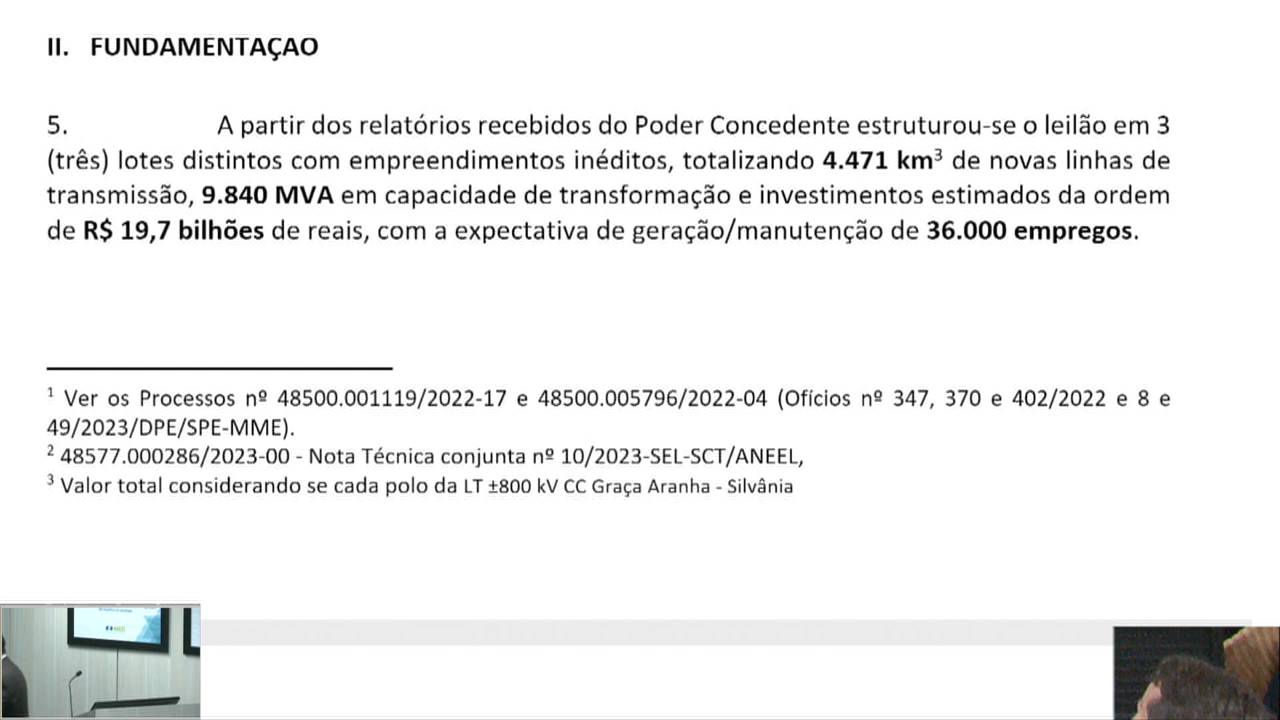 II. FUNDAMENTAÇAO
5. A partir dos relatórios recebidos do Poder Concedente estruturou-se o leilão em 3
(três) lotes distintos com empreendimentos inéditos, totalizando 4.471 km³ de novas linhas de
transmissão, 9.840 MVA em capacidade de transformação e investimentos estimados da ordem
de R$ 19,7 bilhões de reais, com a expectativa de geração/manutenção de 36.000 empregos.
¹ Ver os Processos nº 48500.001119/2022-17 e 48500.005796/2022-04 (Ofícios nº 347, 370 e 402/2022 e 8 e
49/2023/DPE/SPE-MME).
² 48577.000286/2023-00 - Nota Técnica conjunta nº 10/2023-SEL-SCT/ANEEL,
³ Valor total considerando se cada polo da LT ±800 kV CC Graça Aranha - Silvânia